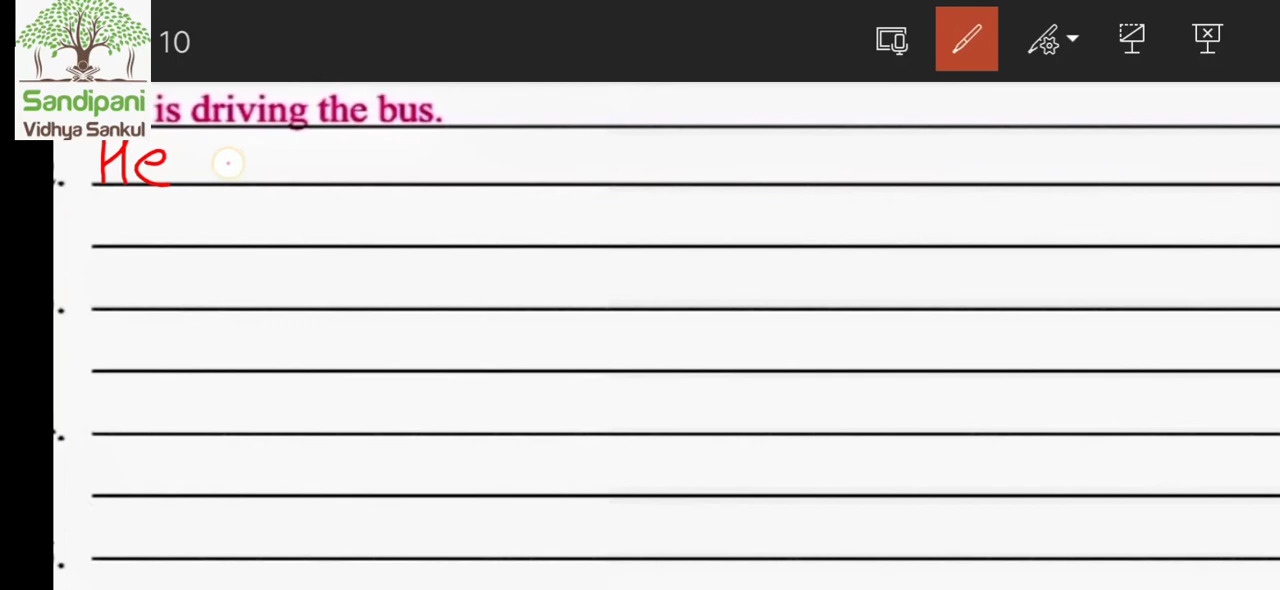 10
Sandipani
Vidhya Sankul
is driving the bus.
He